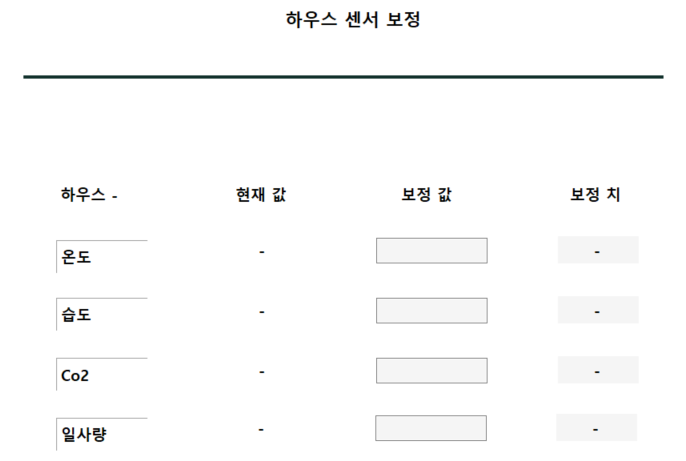 하우스 센서 보정
하우스 - 현재 값 보정 값 보정 치
온도 - -
습도 - -
Co2 - -
일사량 - -